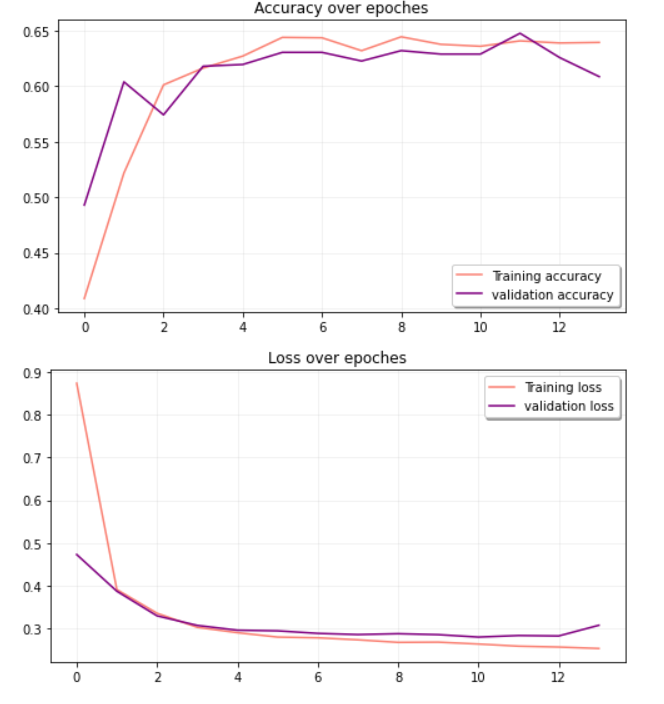 Accuracy over epoches
0.65
0.60
0.55
0.50
0.45
0.40
Training accuracy
validation accuracy
0 2 4 6 8 10 12
Loss over epoches
0.9
0.8
0.7
0.6
0.5
0.4
0.3
Training loss
validation loss
0 2 4 6 8 10 12